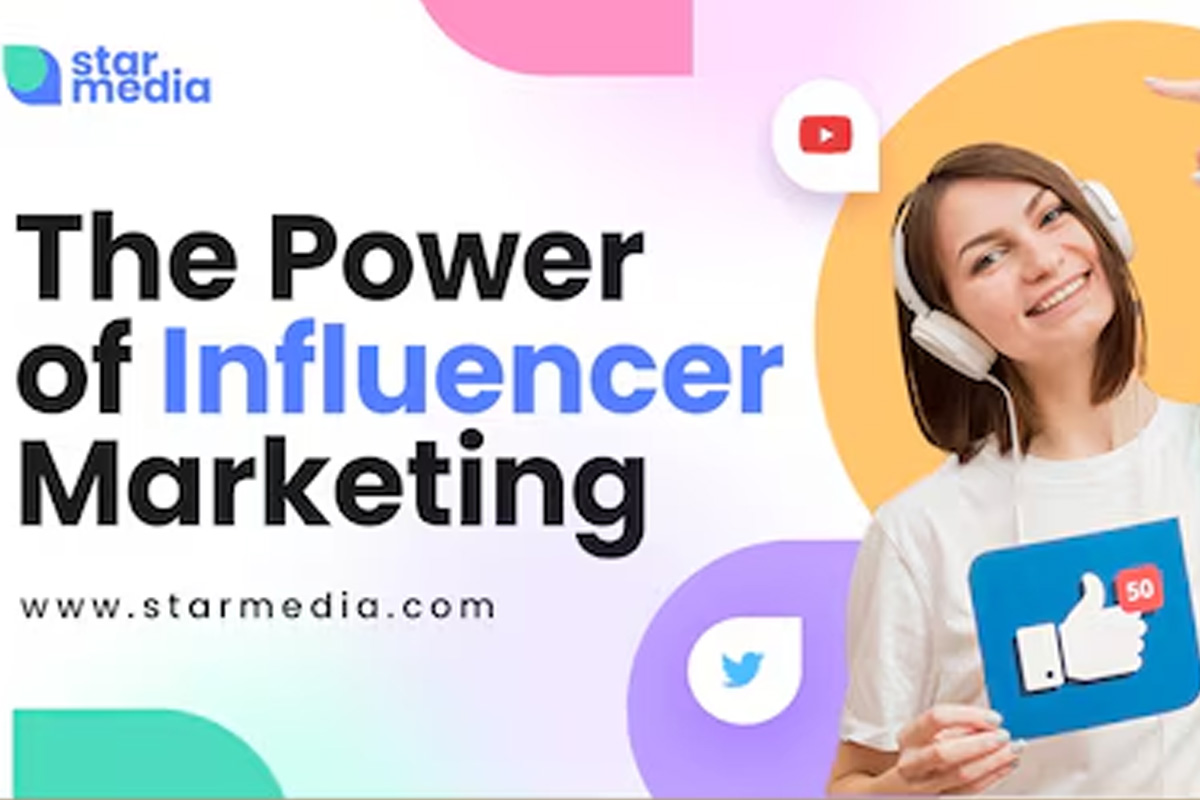 star
media
The Power
of Influencer
Marketing
www.starmedia.com
50